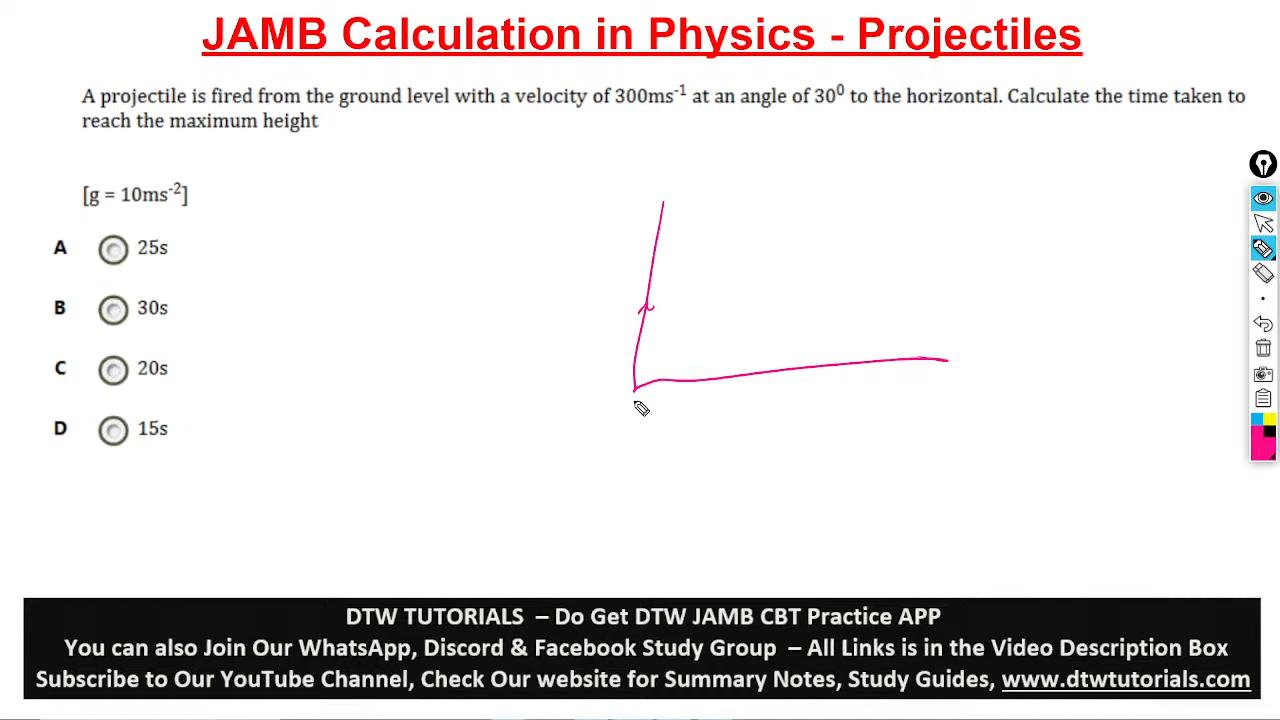 JAMB Calculation in Physics - Projectiles
A projectile is fired from the ground level with a velocity of 300ms⁻¹ at an angle of 30⁰ to the horizontal. Calculate the time taken to
reach the maximum height
[g = 10ms⁻²]
A 25s
B 30s
C 20s
D 15s
DTW TUTORIALS – Do Get DTW JAMB CBT Practice APP
You can also Join Our WhatsApp, Discord & Facebook Study Group – All Links is in the Video Description Box
Subscribe to Our YouTube Channel, Check Our website for Summary Notes, Study Guides, www.dtwtutorials.com